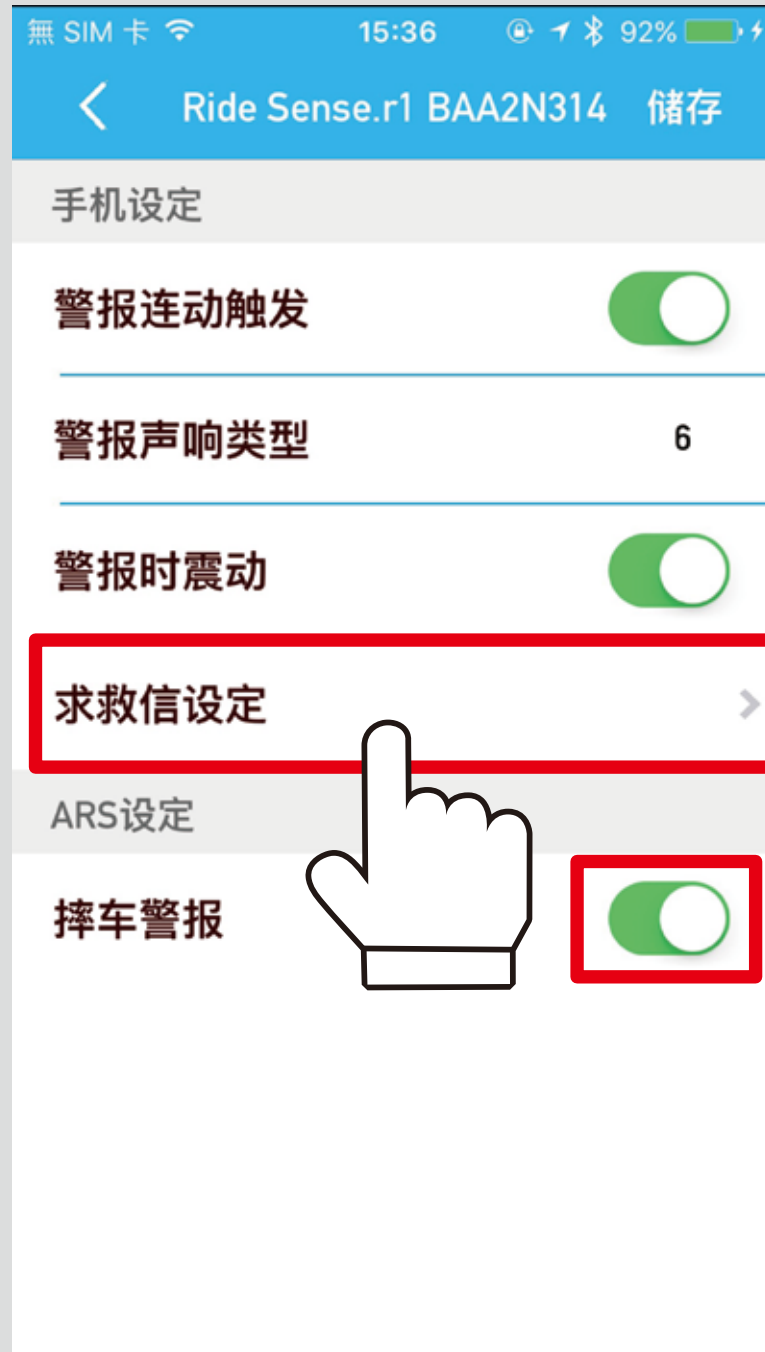 無 SIM 卡 15:36 92%
Ride Sense.r1 BAA2N314 储存
手机设定
警报连动触发
警报声响类型 6
警报时震动
求救信设定
ARS设定
摔车警报